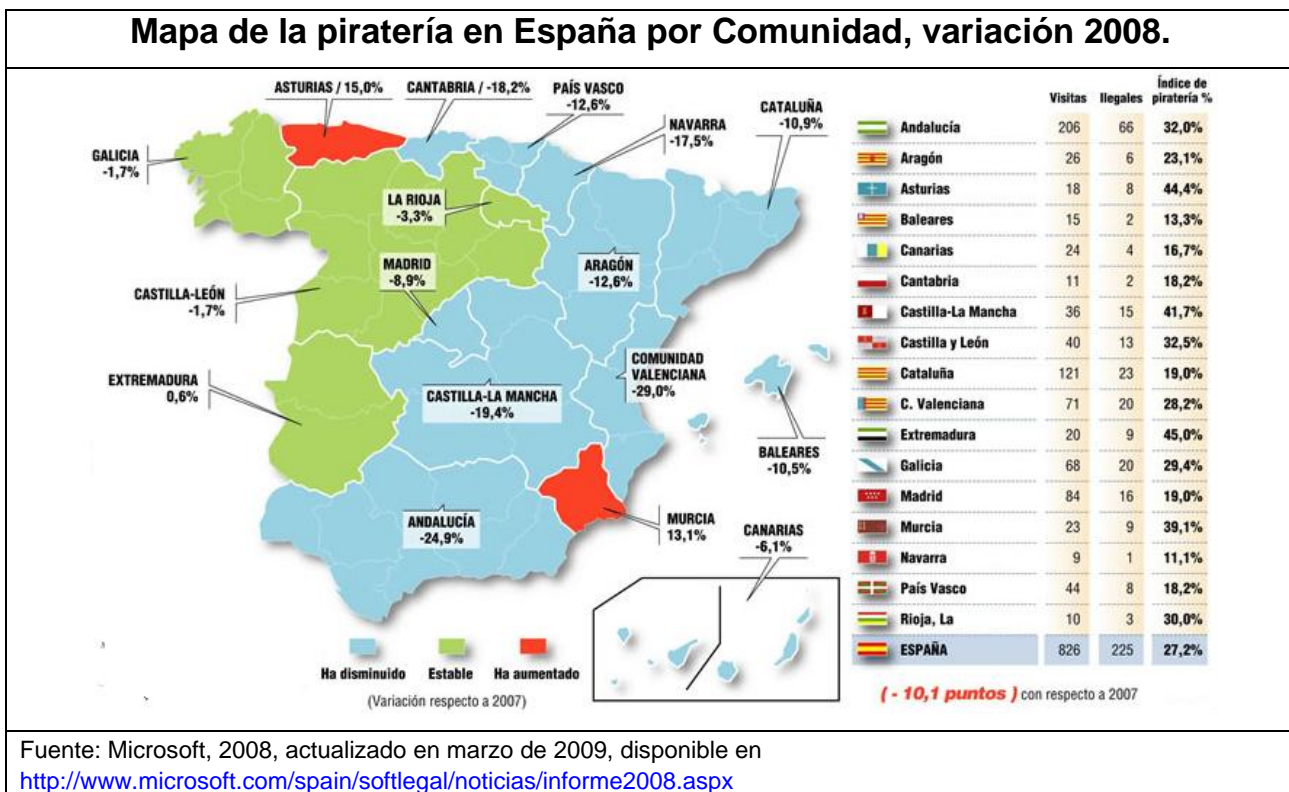 Mapa de la piratería en España por Comunidad, variación 2008.
ASTURIAS / 15,0%
CANTABRIA / -18,2%
PAÍS VASCO
-12,6%
CATALUÑA
-10,9%
NAVARRA
-17,5%
GALICIA
-1,7%
LA RIOJA
-3,3%
MADRID
-8,9%
ARAGÓN
-12,6%
CASTILLA-LEÓN
-1,7%
COMUNIDAD
VALENCIANA
-29,0%
EXTREMADURA
0,6%
CASTILLA-LA MANCHA
-19,4%
BALEARES
-10,5%
ANDALUCÍA
-24,9%
MURCIA
13,1%
CANARIAS
-6,1%
Ha disminuido Estable Ha aumentado
(Variación respecto a 2007)
Visitas Ilegales Índice de piratería %
Andalucía 206 66 32,0%
Aragón 26 6 23,1%
Asturias 18 8 44,4%
Baleares 15 2 13,3%
Canarias 24 4 16,7%
Cantabria 11 2 18,2%
Castilla-La Mancha 36 15 41,7%
Castilla y León 40 13 32,5%
Cataluña 121 23 19,0%
C. Valenciana 71 20 28,2%
Extremadura 20 9 45,0%
Galicia 68 20 29,4%
Madrid 84 16 19,0%
Murcia 23 9 39,1%
Navarra 9 1 11,1%
País Vasco 44 8 18,2%
Rioja, La 10 3 30,0%
ESPAÑA 826 225 27,2%
( - 10,1 puntos ) con respecto a 2007
Fuente: Microsoft, 2008, actualizado en marzo de 2009, disponible en
http://www.microsoft.com/spain/softlegal/noticias/informe2008.aspx